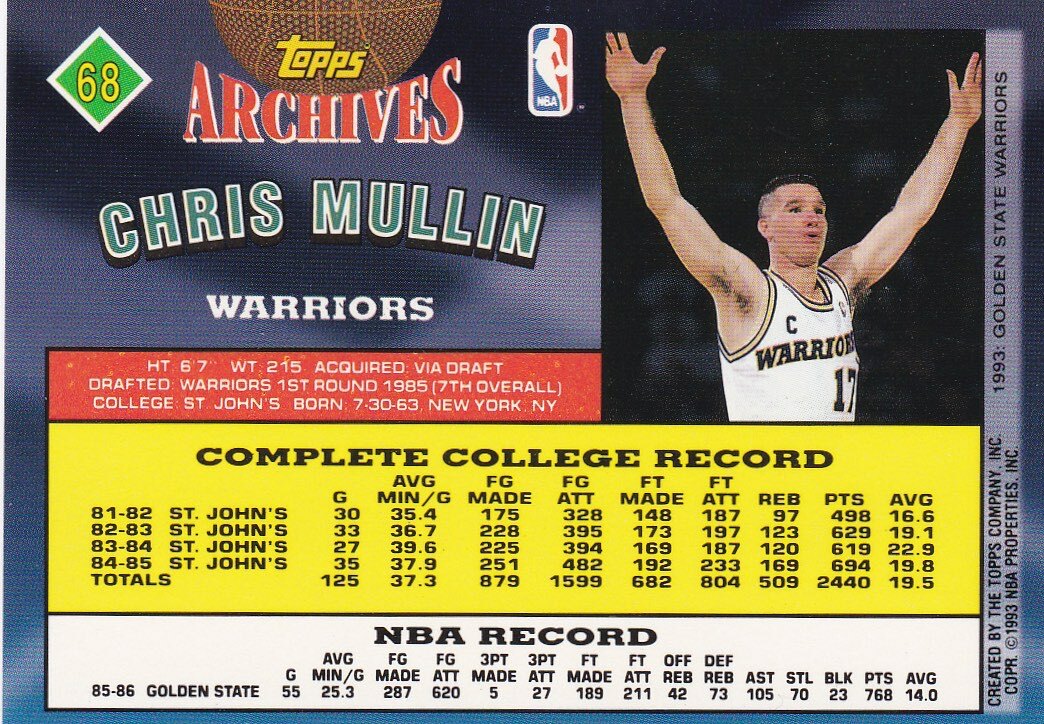 68
TOPPS
ARCHIVES
NBA
CHRIS MULLIN
WARRIORS
HT: 6'7" WT: 215 ACQUIRED: VIA DRAFT
DRAFTED: WARRIORS 1ST ROUND 1985 (7TH OVERALL)
COLLEGE: ST. JOHN'S BORN: 7-30-63, NEW YORK, NY
C
WARRIO
17
1993: GOLDEN STATE WARRIORS
COMPLETE COLLEGE RECORD
AVG FG FG FT FT
G MIN/G MADE ATT MADE ATT REB PTS AVG
81-82 ST. JOHN'S 30 35.4 175 328 148 187 97 498 16.6
82-83 ST. JOHN'S 33 36.7 228 395 173 197 123 629 19.1
83-84 ST. JOHN'S 27 39.6 225 394 169 187 120 619 22.9
84-85 ST. JOHN'S 35 37.9 251 482 192 233 169 694 19.8
TOTALS 125 37.3 879 1599 682 804 509 2440 19.5
NBA RECORD
AVG FG FG 3PT 3PT FT FT OFF DEF
G MIN/G MADE ATT MADE ATT MADE ATT REB REB AST STL BLK PTS AVG
85-86 GOLDEN STATE 55 25.3 287 620 5 27 189 211 42 73 105 70 23 768 14.0
CREATED BY THE TOPPS COMPANY, INC.
COPR. ©1993 NBA PROPERTIES, INC.